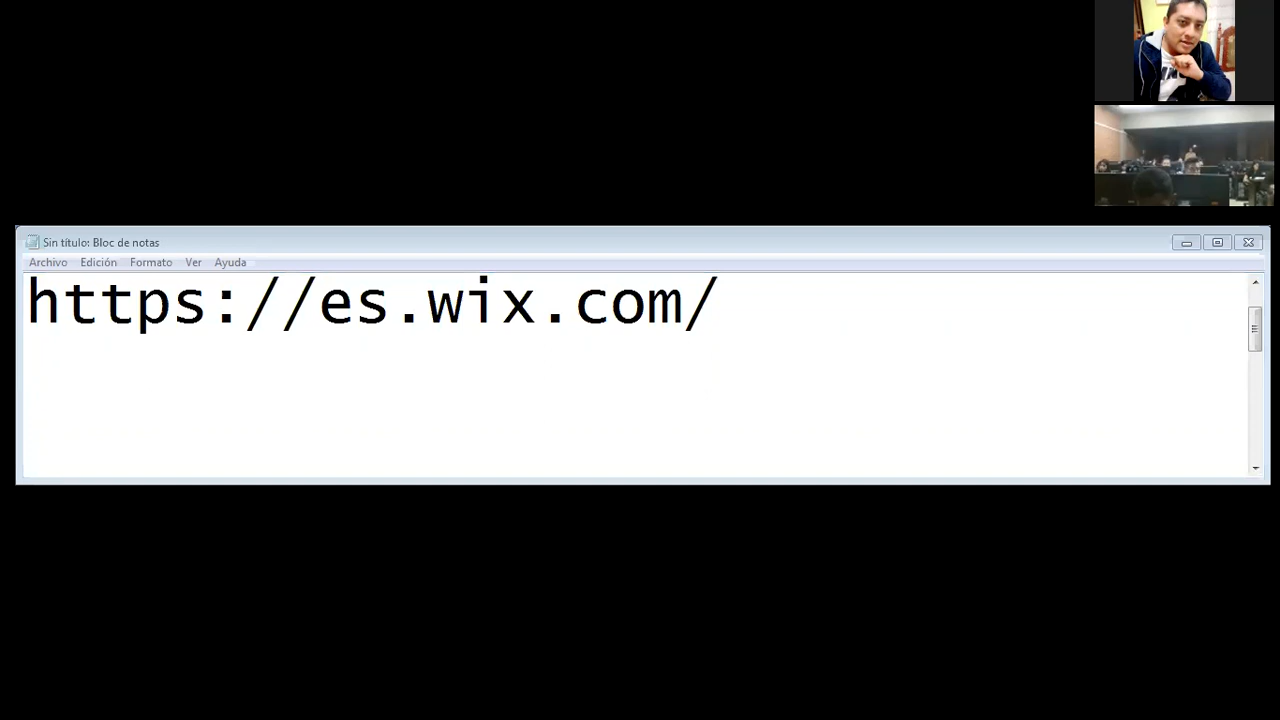 Sin título: Bloc de notas
Archivo Edición Formato Ver Ayuda
https://es.wix.com/